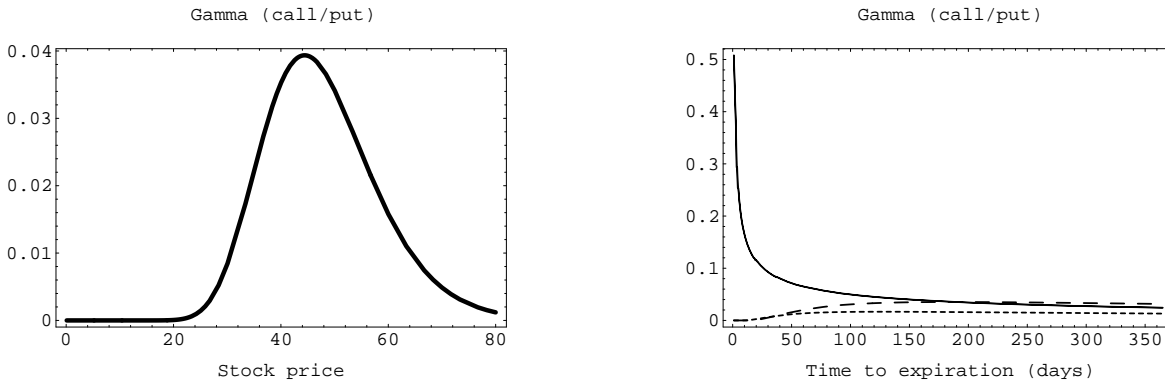 Gamma (call/put)
0.04
0.03
0.02
0.01
0
0 20 40 60 80
Stock price
Gamma (call/put)
0.5
0.4
0.3
0.2
0.1
0
0 50 100 150 200 250 300 350
Time to expiration (days)